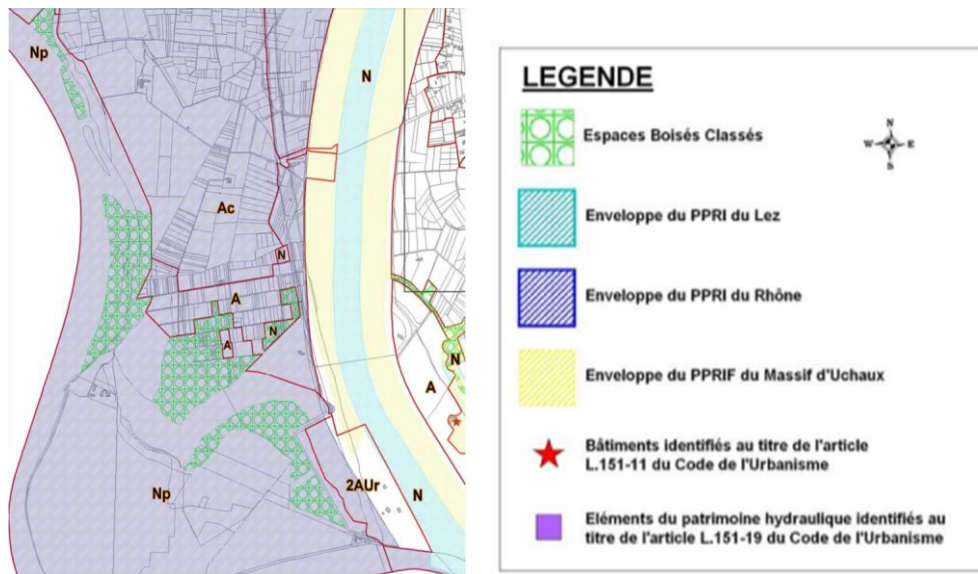 Np
N
Ac
N
A
N
A
N
A
2AUr
Np
N
LEGENDE
Espaces Boisés Classés
N
W E
S
Enveloppe du PPRI du Lez
Enveloppe du PPRI du Rhône
Enveloppe du PPRIF du Massif d'Uchaux
Bâtiments identifiés au titre de l'article
L.151-11 du Code de l'Urbanisme
Eléments du patrimoine hydraulique identifiés au
titre de l'article L.151-19 du Code de l'Urbanisme